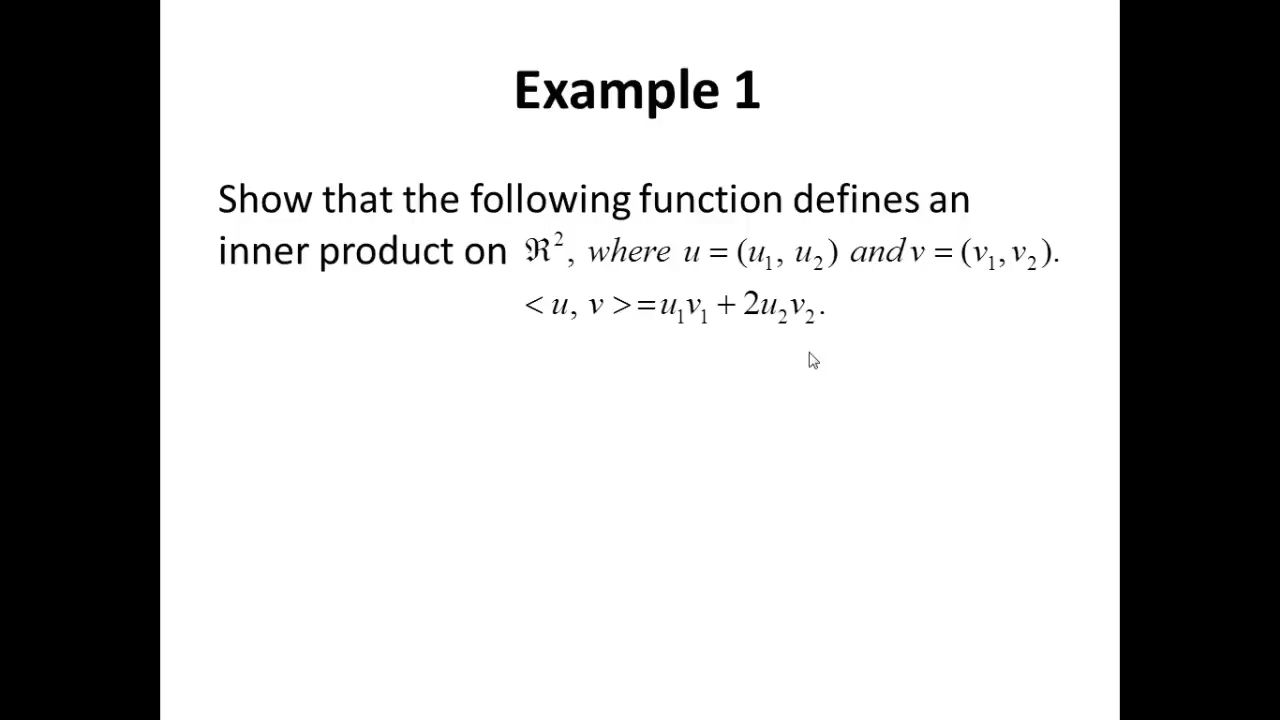 Example 1
Show that the following function defines an
inner product on ℜ², where u = (u₁, u₂) and v = (v₁, v₂).
< u, v >= u₁v₁ + 2u₂v₂.